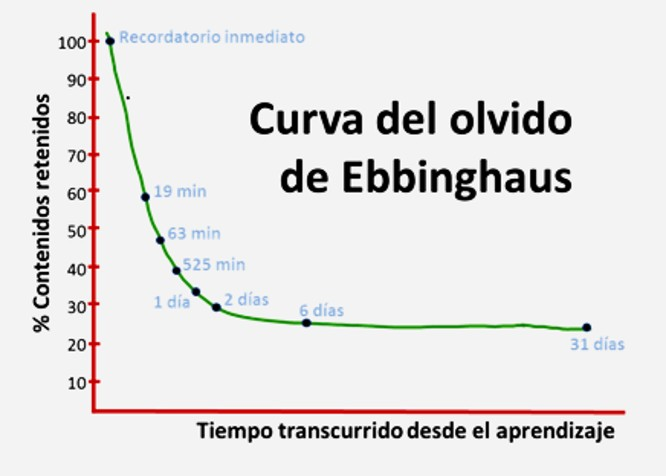 Curva del olvido
de Ebbinghaus
% Contenidos retenidos
100
90
80
70
60
50
40
30
20
10
Recordatorio inmediato
19 min
63 min
525 min
1 día
2 días
6 días
31 días
Tiempo transcurrido desde el aprendizaje